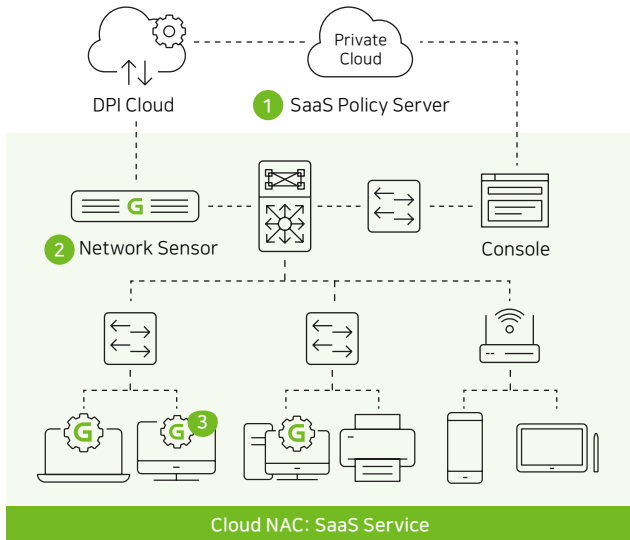 Private
Cloud
DPI Cloud
1 SaaS Policy Server
G
2 Network Sensor
Console
G
G 3
G
Cloud NAC: SaaS Service